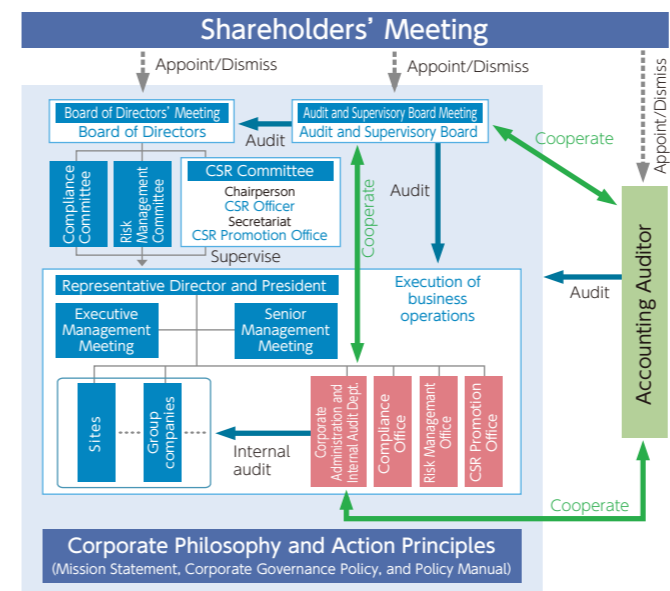 Shareholders' Meeting
Appoint/Dismiss
Appoint/Dismiss
Appoint/Dismiss
Board of Directors' Meeting
Board of Directors
Audit
Audit and Supervisory Board Meeting
Audit and Supervisory Board
Cooperate
Compliance
Committee
Risk
Management
Committee
CSR Committee
Chairperson
CSR Officer
Secretariat
CSR Promotion Office
Cooperate
Audit
Supervise
Accounting Auditor
Representative Director and President
Execution of
business
operations
Audit
Executive
Management
Meeting
Senior
Management
Meeting
Sites
Group
companies
Internal
audit
Corporate
Administration and
Internal Audit Dept.
Compliance
Office
Risk Management
Office
CSR Promotion
Office
Cooperate
Corporate Philosophy and Action Principles
(Mission Statement, Corporate Governance Policy, and Policy Manual)